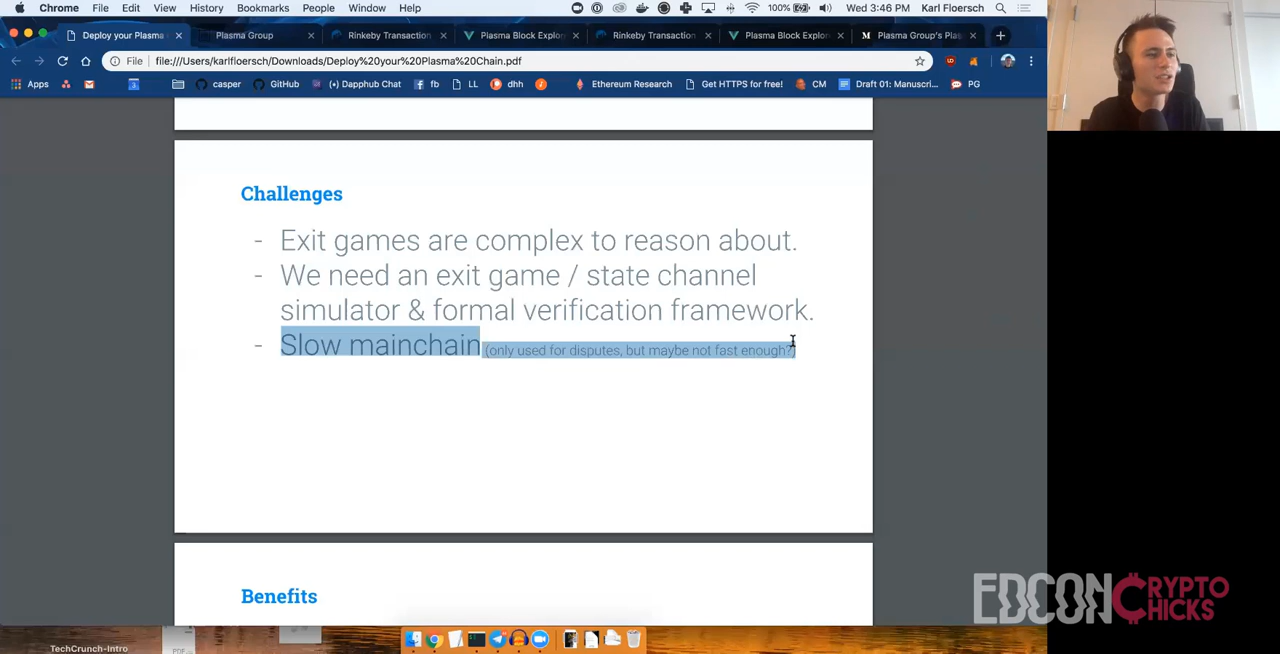 Chrome File Edit View History Bookmarks People Window Help 100% Wed 3:46 PM Karl Floersch
Deploy your Plasma Plasma Group Rinkeby Transaction Plasma Block Explor Rinkeby Transaction Plasma Block Explor Plasma Group's Plas
File file:///Users/karlfloersch/Downloads/Deploy%20your%20Plasma%20Chain.pdf
Apps casper GitHub (•) Dapphub Chat fb LL dhh Ethereum Research Get HTTPS for free! CM Draft 01: Manuscri... PG
Challenges
- Exit games are complex to reason about.
- We need an exit game / state channel
simulator & formal verification framework.
- Slow mainchain (only used for disputes, but maybe not fast enough?)
Benefits
EDCON CRYPTO
CHICKS
TechCrunch-Intro